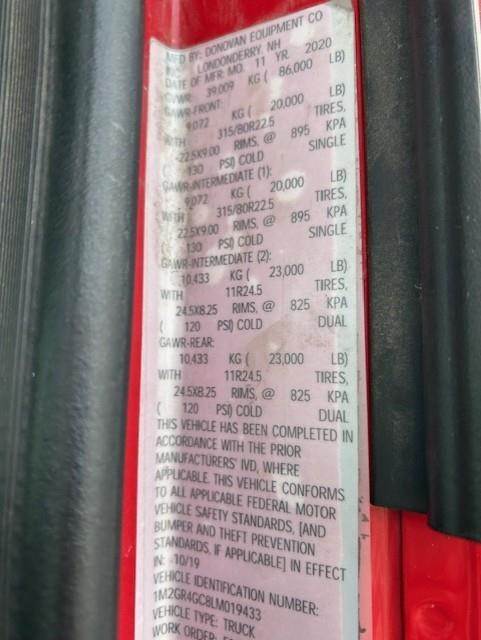 MFD BY: DONOVAN EQUIPMENT CO
INC LONDONDERRY, NH
DATE OF MFR: MO. 11 YR. 2020
GVWR: 39,009 KG ( 86,000 LB)
GAWR-FRONT:
9,072 KG ( 20,000 LB)
WITH 315/80R22.5 TIRES,
22.5X9.00 RIMS, @ 895 KPA
( 130 PSI) COLD SINGLE
GAWR-INTERMEDIATE (1):
9,072 KG ( 20,000 LB)
WITH 315/80R22.5 TIRES,
22.5X9.00 RIMS, @ 895 KPA
( 130 PSI) COLD SINGLE
GAWR-INTERMEDIATE (2):
10,433 KG ( 23,000 LB)
WITH 11R24.5 TIRES,
24.5X8.25 RIMS, @ 825 KPA
( 120 PSI) COLD DUAL
GAWR-REAR:
10,433 KG ( 23,000 LB)
WITH 11R24.5 TIRES,
24.5X8.25 RIMS, @ 825 KPA
( 120 PSI) COLD DUAL
THIS VEHICLE HAS BEEN COMPLETED IN
ACCORDANCE WITH THE PRIOR
MANUFACTURERS' IVD, WHERE
APPLICABLE. THIS VEHICLE CONFORMS
TO ALL APPLICABLE FEDERAL MOTOR
VEHICLE SAFETY STANDARDS, [AND
BUMPER AND THEFT PREVENTION
STANDARDS, IF APPLICABLE] IN EFFECT
IN: 10/19
VEHICLE IDENTIFICATION NUMBER:
1M2GR4GC8LM019433
VEHICLE TYPE: TRUCK
WORK ORDER: